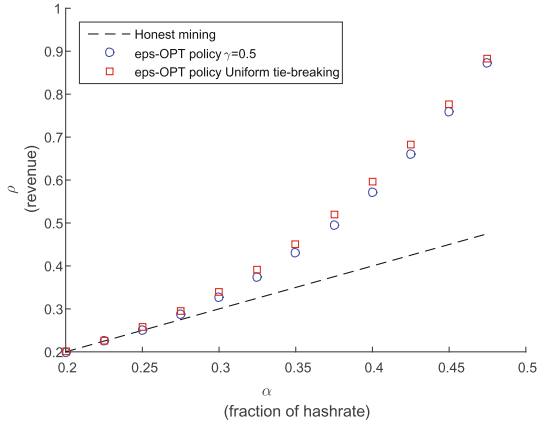 Honest mining
eps-OPT policy γ=0.5
eps-OPT policy Uniform tie-breaking
1
0.9
0.8
0.7
0.6
0.5
0.4
0.3
0.2
ρ
(revenue)
0.2 0.25 0.3 0.35 0.4 0.45 0.5
α
(fraction of hashrate)